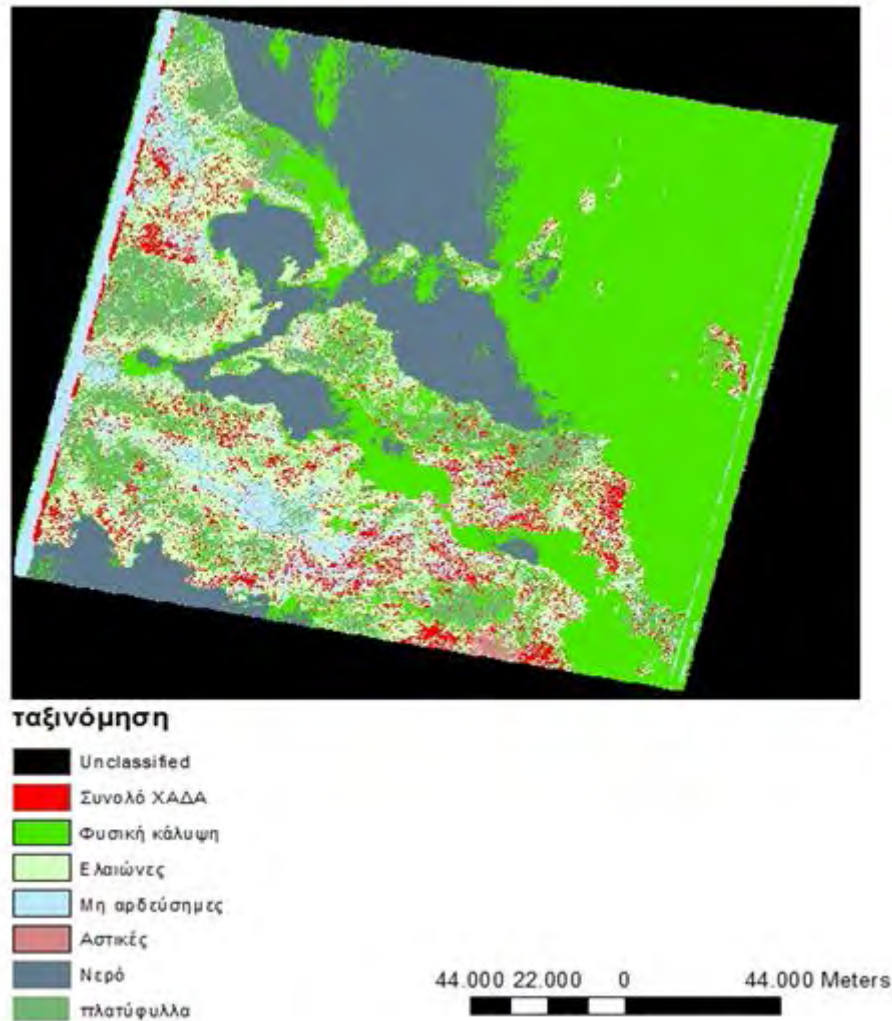 ταξινόμηση
Unclassified
Συνολό ΧΑΔΑ
Φυσική κάλυψη
Ελαιώνες
Μη αρδεύσημες
Αστικές
Νερό
πλατύφυλλα
44.000 22.000 0 44.000 Meters